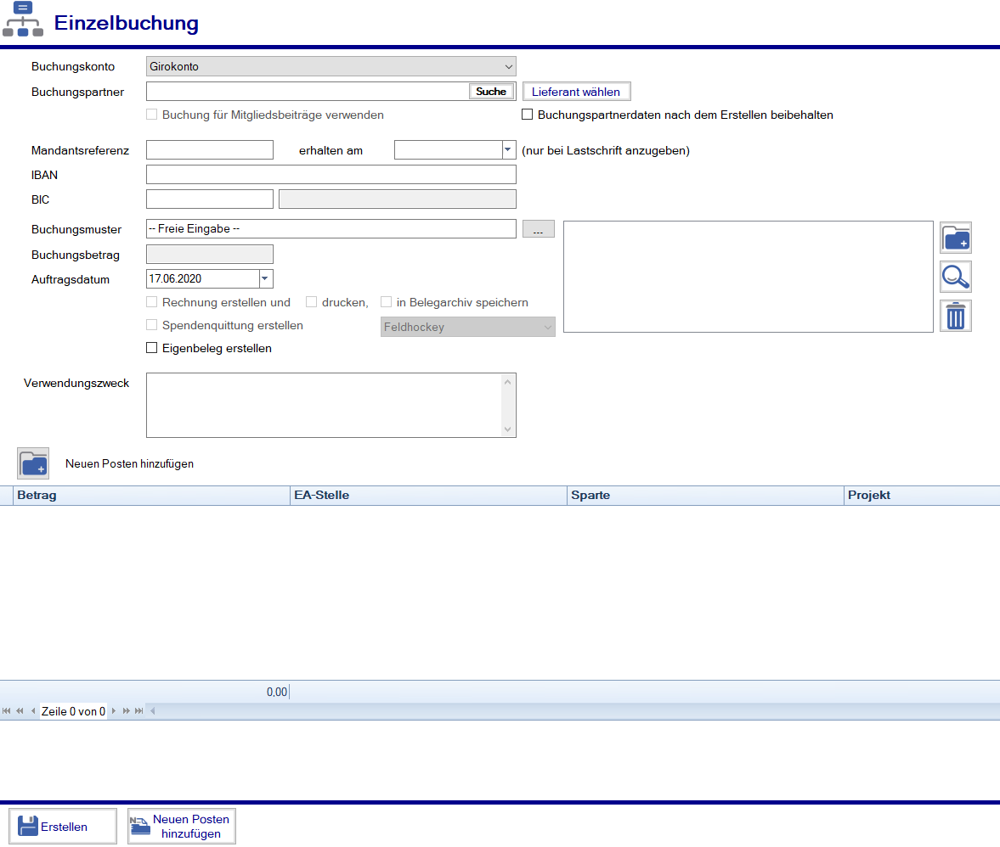 Einzelbuchung
Buchungskonto Girokonto
Buchungspartner Suche Lieferant wählen
Buchung für Mitgliedsbeiträge verwenden Buchungspartnerdaten nach dem Erstellen beibehalten
Mandantsreferenz erhalten am (nur bei Lastschrift anzugeben)
IBAN
BIC
Buchungsmuster -- Freie Eingabe -- ...
Buchungsbetrag
Auftragsdatum 17.06.2020
Rechnung erstellen und drucken, in Belegarchiv speichern
Spendenquittung erstellen Feldhockey
Eigenbeleg erstellen
Verwendungszweck
Neuen Posten hinzufügen
Betrag EA-Stelle Sparte Projekt
0,00
Zeile 0 von 0
Erstellen
Neuen Posten
hinzufügen